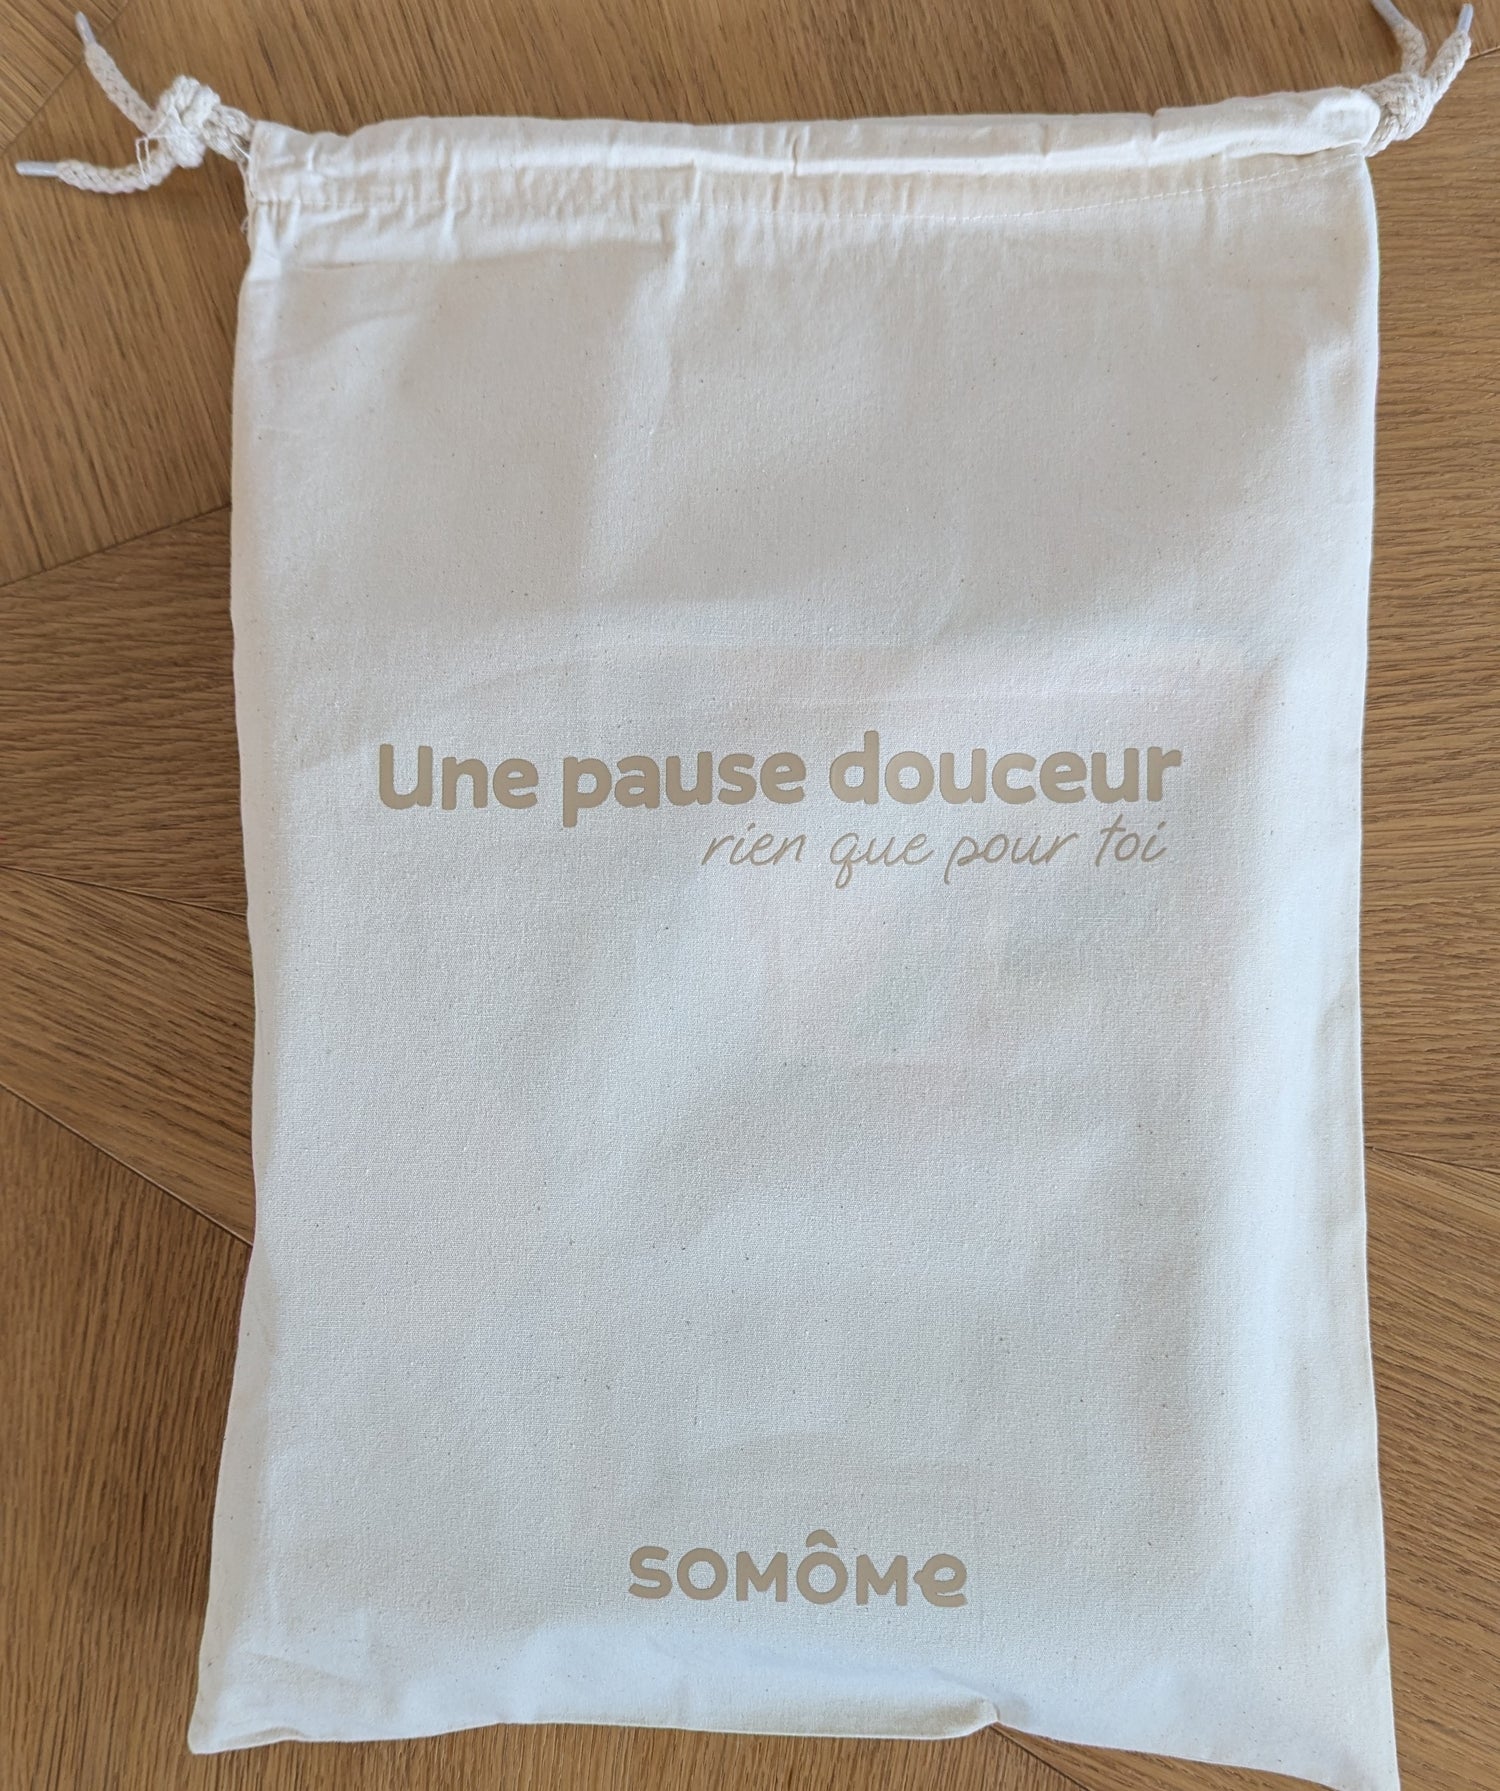 Une pause douceur
rien que pour toi
SOMÔMe